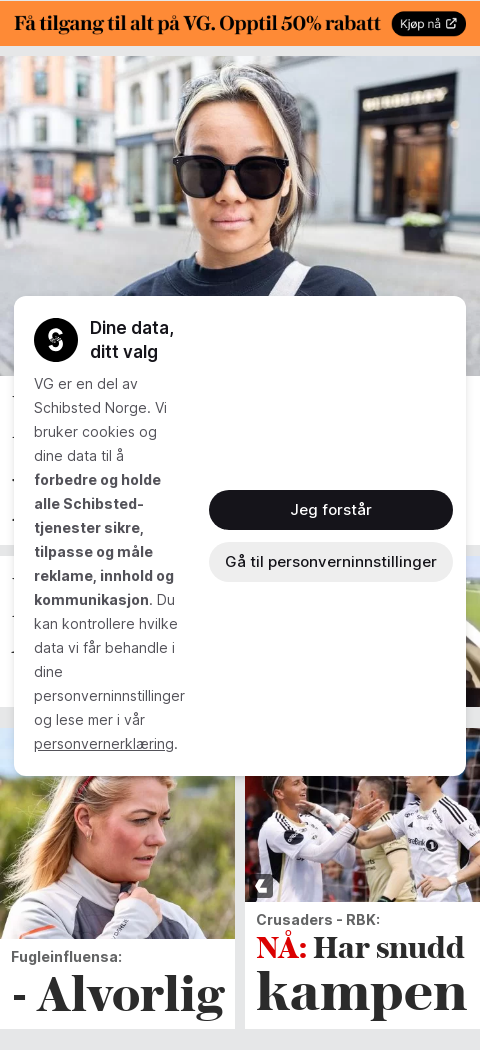 Få tilgang til alt på VG. Opptil 50% rabatt
Kjøp nå
Dine data,
ditt valg
VG er en del av
Schibsted Norge. Vi
bruker cookies og
dine data til å
forbedre og holde
alle Schibsted-
tjenester sikre,
tilpasse og måle
reklame, innhold og
kommunikasjon. Du
kan kontrollere hvilke
data vi får behandle i
dine
personverninnstillinger
og lese mer i vår
personvernerklæring.
Jeg forstår
Gå til personverninnstillinger
Fugleinfluensa:
- Alvorlig
Crusaders - RBK:
NÅ: Har snudd
kampen